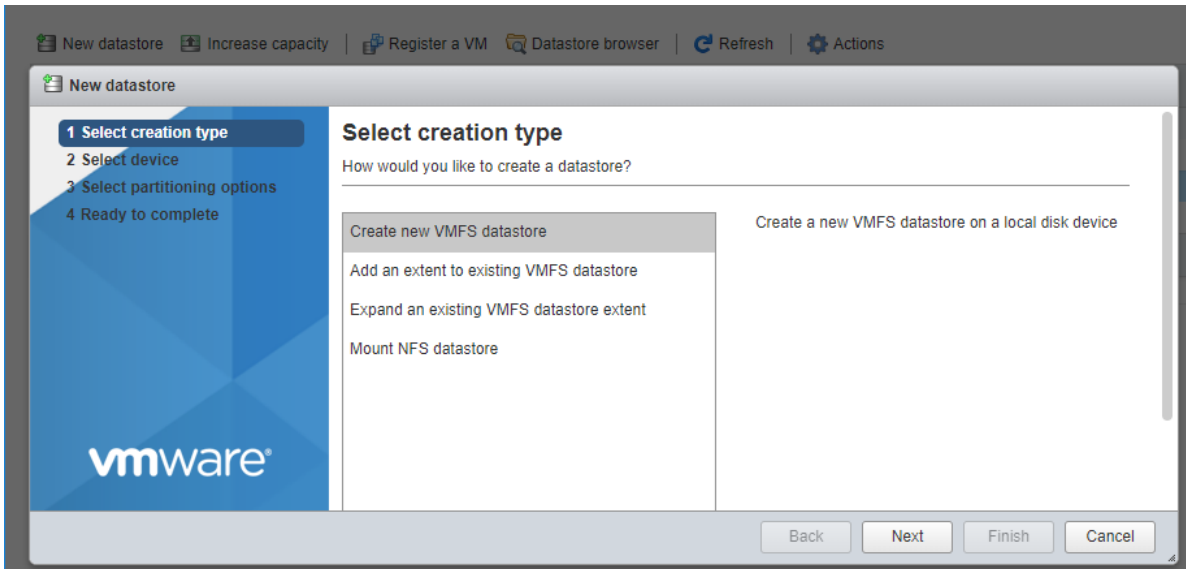 New datastore Increase capacity Register a VM Datastore browser Refresh Actions
New datastore
1 Select creation type
2 Select device
3 Select partitioning options
4 Ready to complete
vmware®
Select creation type
How would you like to create a datastore?
Create new VMFS datastore
Add an extent to existing VMFS datastore
Expand an existing VMFS datastore extent
Mount NFS datastore
Create a new VMFS datastore on a local disk device
Back Next Finish Cancel